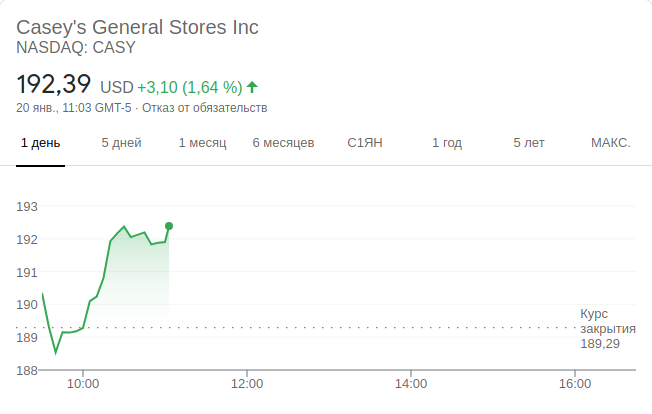 Casey's General Stores Inc
NASDAQ: CASY
192,39 USD +3,10 (1,64 %)
20 янв., 11:03 GMT-5 · Отказ от обязательств
1 день 5 дней 1 месяц 6 месяцев С1ЯН 1 год 5 лет МАКС.
193
192
191
190
189
188
Курс
закрытия
189,29
10:00 12:00 14:00 16:00